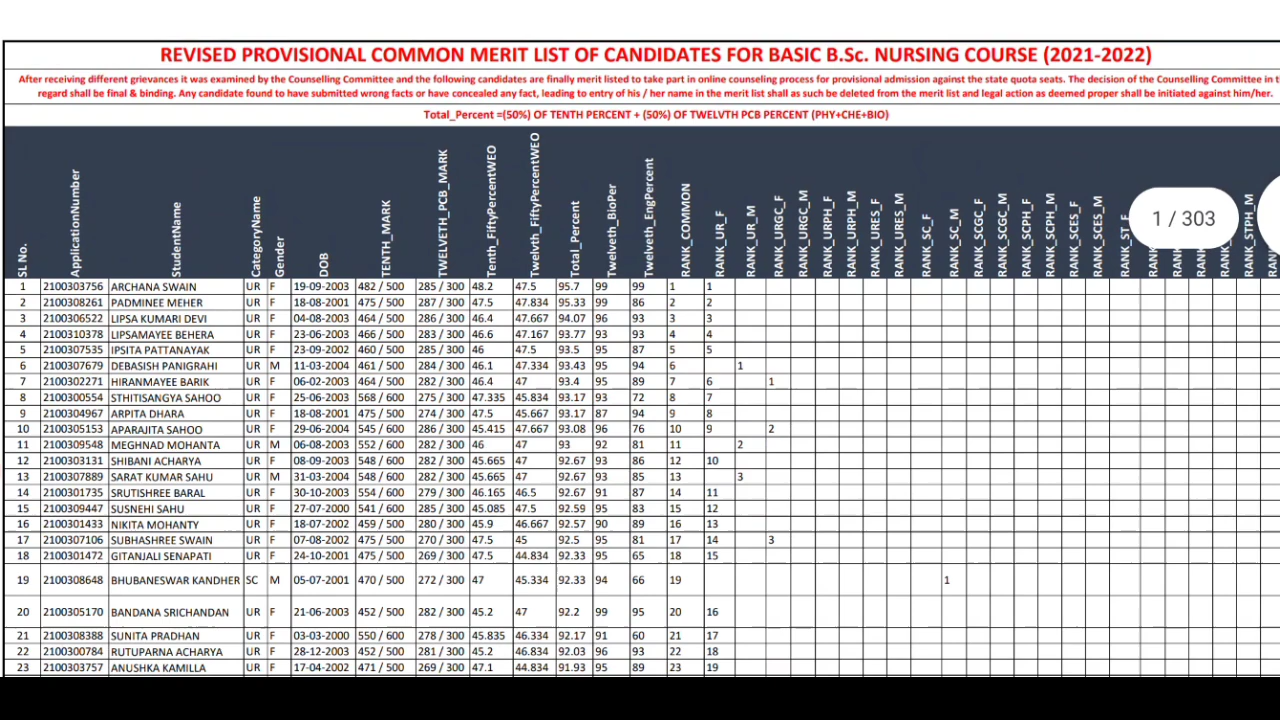 REVISED PROVISIONAL COMMON MERIT LIST OF CANDIDATES FOR BASIC B.Sc. NURSING COURSE (2021-2022)
After receiving different grievances it was examined by the Counselling Committee and the following candidates are finally merit listed to take part in online counseling process for provisional admission against the state quota seats. The decision of the Counselling Committee in t
regard shall be final & binding. Any candidate found to have submitted wrong facts or have concealed any fact, leading to entry of his / her name in the merit list shall as such be deleted from the merit list and legal action as deemed proper shall be initiated against him/her.
Total_Percent =(50%) OF TENTH PERCENT + (50%) OF TWELVTH PCB PERCENT (PHY+CHE+BIO)
SL No. ApplicationNumber StudentName CategoryName Gender DOB TENTH_MARK TWELVETH_PCB_MARK Tenth_FiftyPercentWEO Twelvth_FiftyPercentWEO Total_Percent Twelveth_BioPer Twelveth_EngPercent RANK_COMMON RANK_UR_F RANK_UR_M RANK_URGC_F RANK_URGC_M RANK_URPH_F RANK_URPH_M RANK_URES_F RANK_URES_M RANK_SC_F RANK_SC_M RANK_SCGC_F RANK_SCGC_M RANK_SCPH_F RANK_SCPH_M RANK_SCES_F RANK_SCES_M RANK_ST_F RANK_STPH_M
1 / 303
1 2100303756 ARCHANA SWAIN UR F 19-09-2003 482 / 500 285 / 300 48.2 47.5 95.7 99 99 1 1
2 2100308261 PADMINEE MEHER UR F 18-08-2001 475 / 500 287 / 300 47.5 47.834 95.33 99 86 2 2
3 2100306522 LIPSA KUMARI DEVI UR F 04-08-2003 464 / 500 286 / 300 46.4 47.667 94.07 96 93 3 3
4 2100310378 LIPSAMAYEE BEHERA UR F 23-06-2003 466 / 500 283 / 300 46.6 47.167 93.77 93 93 4 4
5 2100307535 IPSITA PATTANAYAK UR F 23-09-2002 460 / 500 285 / 300 46 47.5 93.5 95 87 5 5
6 2100307679 DEBASISH PANIGRAHI UR M 11-03-2004 461 / 500 284 / 300 46.1 47.334 93.43 95 94 6 1
7 2100302271 HIRANMAYEE BARIK UR F 06-02-2003 464 / 500 282 / 300 46.4 47 93.4 95 89 7 6 1
8 2100300554 STHITISANGYA SAHOO UR F 25-06-2003 568 / 600 275 / 300 47.335 45.834 93.17 93 72 8 7
9 2100304967 ARPITA DHARA UR F 18-08-2001 475 / 500 274 / 300 47.5 45.667 93.17 87 94 9 8
10 2100305153 APARAJITA SAHOO UR F 29-06-2004 545 / 600 286 / 300 45.415 47.667 93.08 96 76 10 9 2
11 2100309548 MEGHNAD MOHANTA UR M 06-08-2003 552 / 600 282 / 300 46 47 93 92 81 11 2
12 2100303131 SHIBANI ACHARYA UR F 08-09-2003 548 / 600 282 / 300 45.665 47 92.67 93 86 12 10
13 2100307889 SARAT KUMAR SAHU UR M 31-03-2004 548 / 600 282 / 300 45.665 47 92.67 93 85 13 3
14 2100301735 SRUTISHREE BARAL UR F 30-10-2003 554 / 600 279 / 300 46.165 46.5 92.67 91 87 14 11
15 2100309447 SUSNEHI SAHU UR F 27-07-2000 541 / 600 285 / 300 45.085 47.5 92.59 95 83 15 12
16 2100301433 NIKITA MOHANTY UR F 18-07-2002 459 / 500 280 / 300 45.9 46.667 92.57 90 89 16 13
17 2100307106 SUBHASHREE SWAIN UR F 07-08-2002 475 / 500 270 / 300 47.5 45 92.5 95 81 17 14 3
18 2100301472 GITANJALI SENAPATI UR F 24-10-2001 475 / 500 269 / 300 47.5 44.834 92.33 95 65 18 15
19 2100308648 BHUBANESWAR KANDHER SC M 05-07-2001 470 / 500 272 / 300 47 45.334 92.33 94 66 19 1
20 2100305170 BANDANA SRICHANDAN UR F 21-06-2003 452 / 500 282 / 300 45.2 47 92.2 99 95 20 16
21 2100308388 SUNITA PRADHAN UR F 03-03-2000 550 / 600 278 / 300 45.835 46.334 92.17 91 60 21 17
22 2100300784 RUTUPARNA ACHARYA UR F 28-12-2003 452 / 500 281 / 300 45.2 46.834 92.03 96 93 22 18
23 2100303757 ANUSHKA KAMILLA UR F 17-04-2002 471 / 500 269 / 300 47.1 44.834 91.93 95 89 23 19